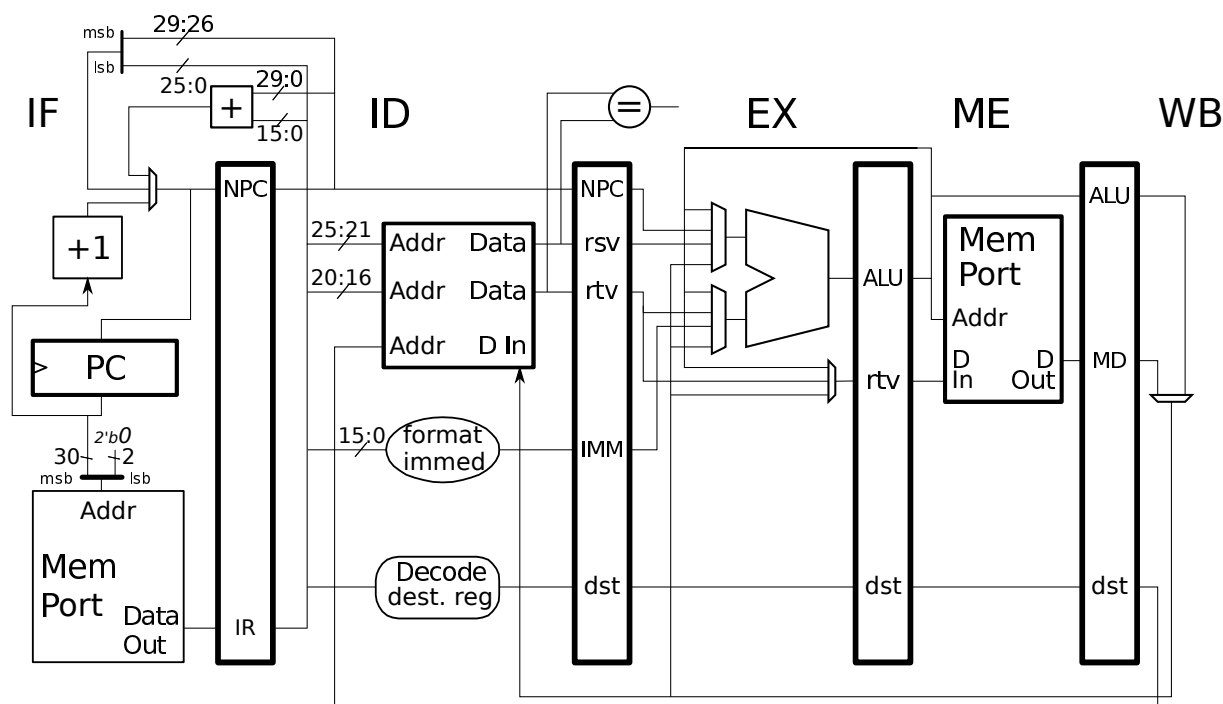 29:26
msb
lsb
25:0
29:0
+
15:0
IF
ID
=
EX
ME
WB
NPC
NPC
ALU
+1
25:21
Addr
Data
rsv
Mem
Port
20:16
Addr
Data
rtv
ALU
Addr
Addr
D In
PC
D
In
D
Out
MD
rtv
15:0
format
immed
IMM
2'b0
30
2
msb
lsb
Addr
Mem
Port
Data
Out
IR
Decode
dest. reg
dst
dst
dst